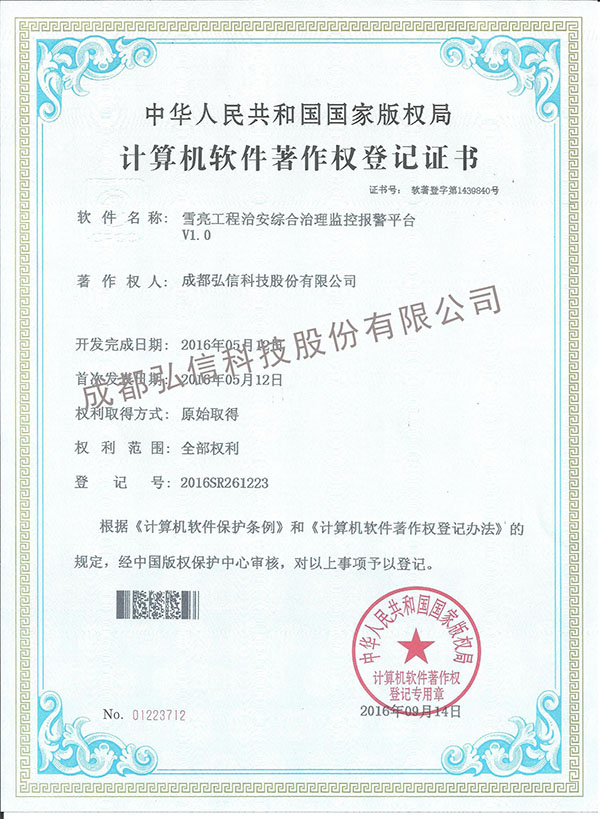 中华人民共和国国家版权局
计算机软件著作权登记证书
证书号： 软著登字第1439840号
软件名称： 雪亮工程治安综合治理监控报警平台
V1.0
著作权人： 成都弘信科技股份有限公司
开发完成日期： 2016年05月12日
首次发表日期： 2016年05月12日
权利取得方式： 原始取得
权利范围： 全部权利
登记号： 2016SR261223
根据《计算机软件保护条例》和《计算机软件著作权登记办法》的
规定，经中国版权保护中心审核，对以上事项予以登记。
成都弘信科技股份有限公司
中华人民共和国国家版权局
计算机软件著作权
登记专用章
No. 01223712
2016年09月14日